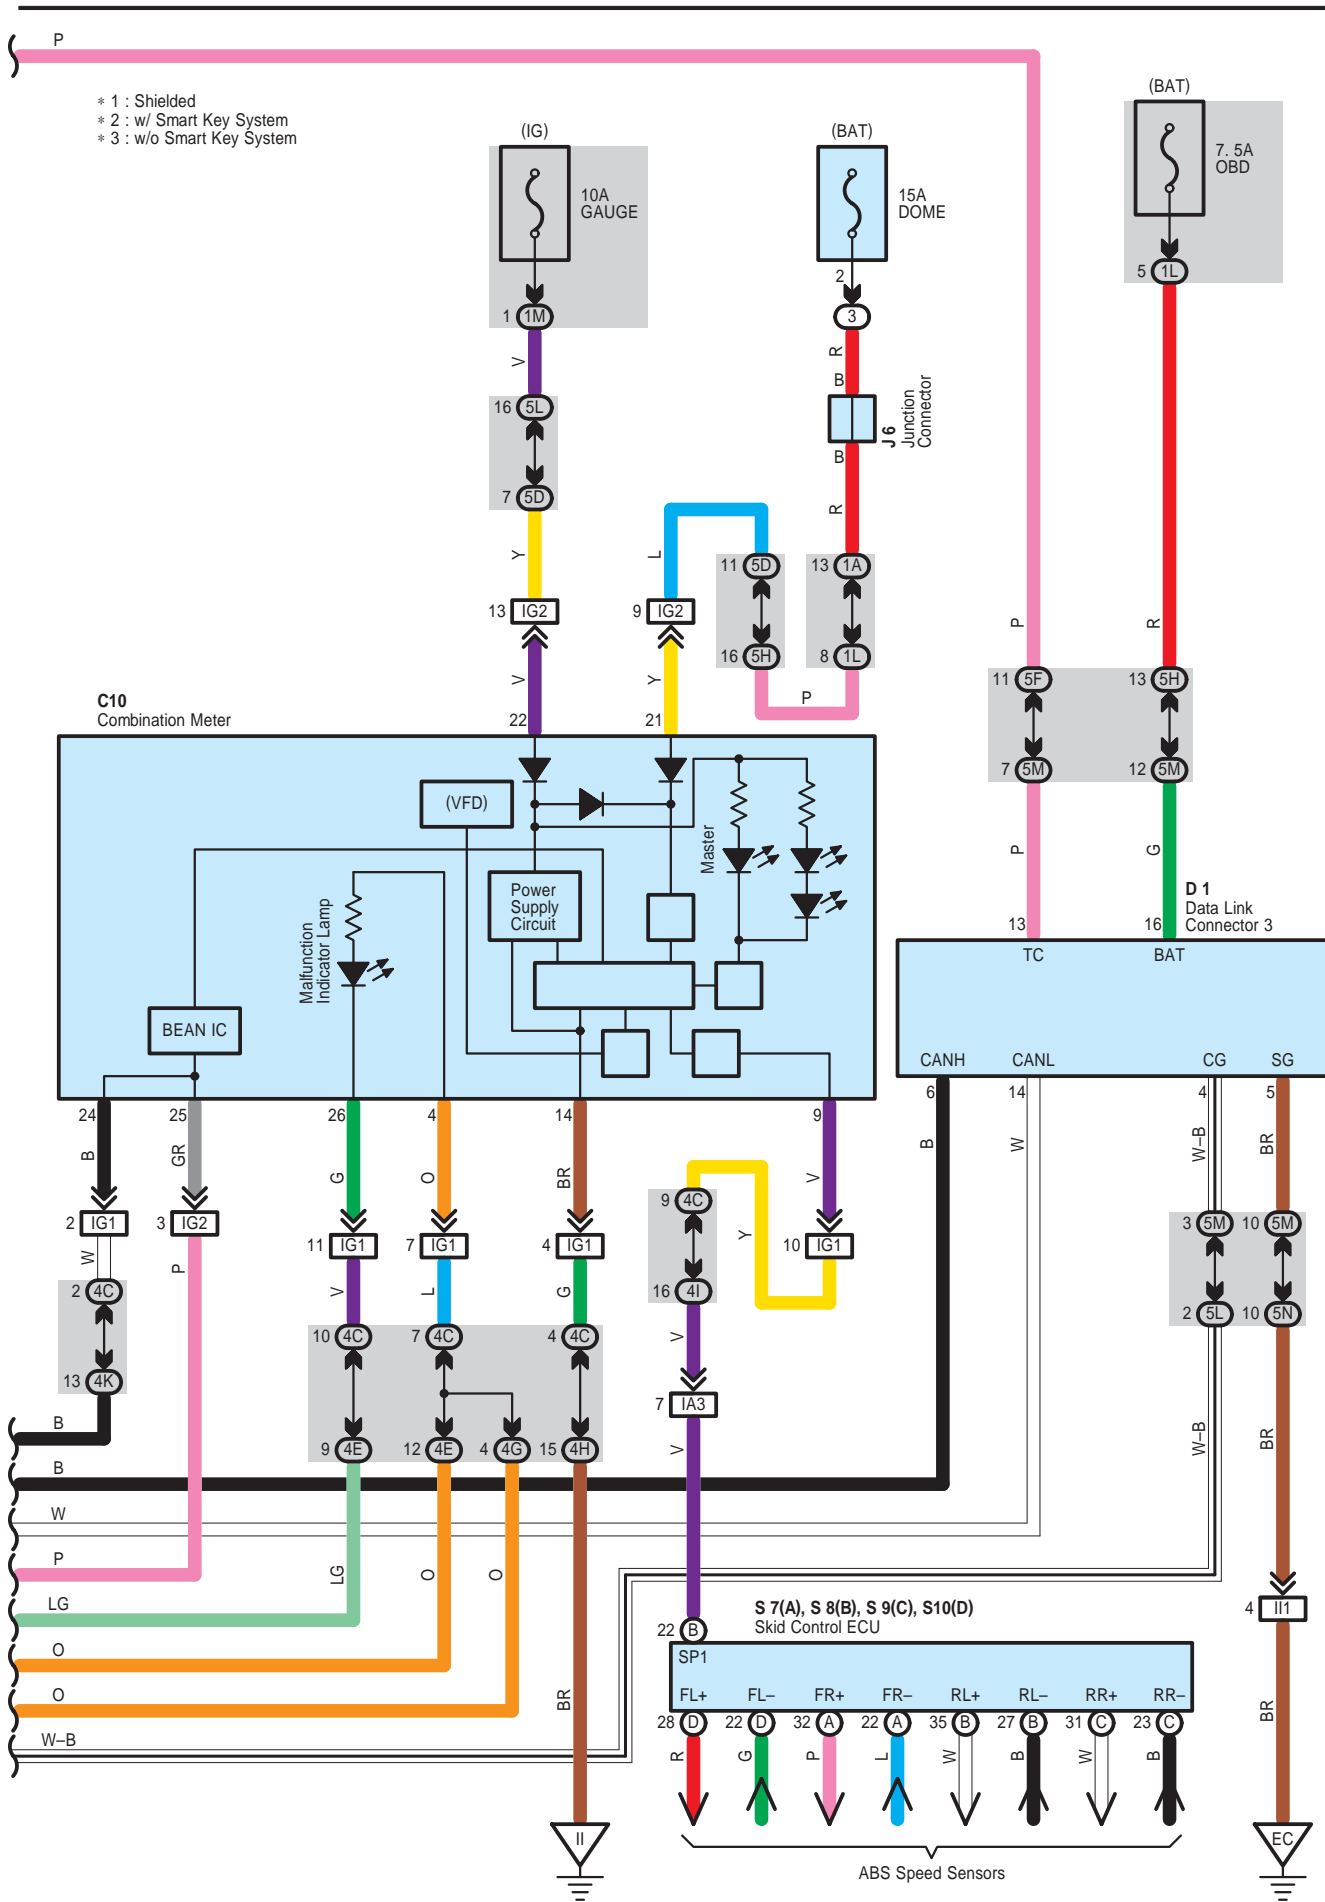 P
* 1 : Shielded
* 2 : w/ Smart Key System
* 3 : w/o Smart Key System
(IG)
(BAT)
(BAT)
10A
GAUGE
15A
DOME
7. 5A
OBD
2
5 1L
1 1M
3
V
R
B
16 5L
J 6
Junction
Connector
B
7 5D
R
Y
L
11 5D
13 1A
13 IG2
9 IG2
P
R
16 5H
8 1L
V
Y
P
11 5F
13 5H
C10
Combination Meter
22
21
7 5M
12 5M
(VFD)
Master
P
G
Power
Supply
Circuit
D 1
Data Link
Connector 3
Malfunction
Indicator Lamp
13
16
TC
BAT
BEAN IC
CANH
CANL
CG
SG
24
25
26
4
14
9
6
14
4
5
B
GR
G
O
BR
V
B
W
W–B
BR
9 4C
2 IG1
3 IG2
11 IG1
7 IG1
4 IG1
Y
10 IG1
3 5M
10 5M
W
P
V
L
G
2 4C
16 4I
2 5L
10 5N
10 4C
7 4C
4 4C
V
13 4K
7 IA3
B
9 4E
12 4E
4 4G
15 4H
V
W–B
BR
B
W
P
LG
O
O
LG
S 7(A), S 8(B), S 9(C), S10(D)
Skid Control ECU
4 II1
22 B
SP1
O
O
BR
FL+
FL–
FR+
FR–
RL+
RL–
RR+
RR–
28 D
22 D
32 A
22 A
35 B
27 B
31 C
23 C
BR
W–B
R
G
P
L
W
B
W
B
II
EC
ABS Speed Sensors